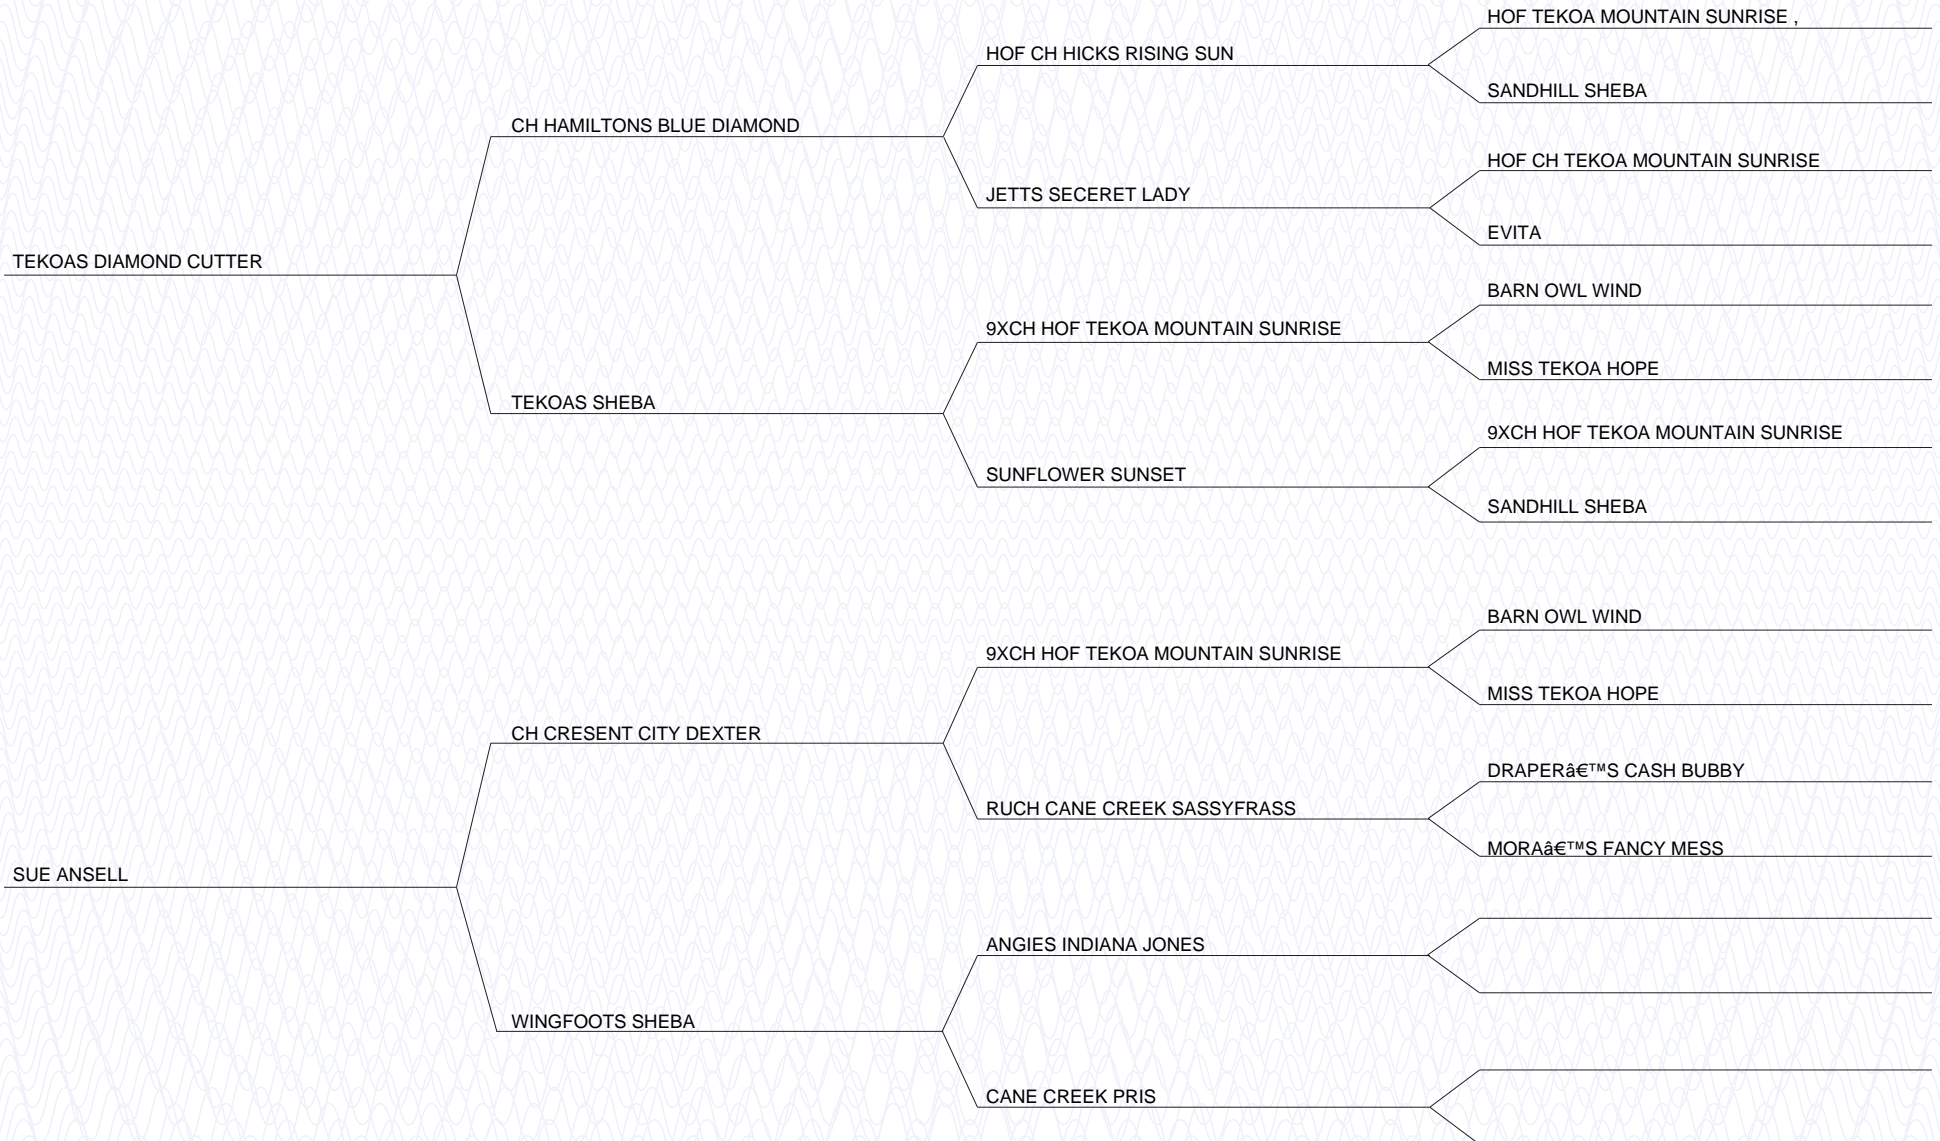 HOF TEKOA MOUNTAIN SUNRISE ,
HOF CH HICKS RISING SUN
SANDHILL SHEBA
CH HAMILTONS BLUE DIAMOND
HOF CH TEKOA MOUNTAIN SUNRISE
JETTS SECERET LADY
EVITA
TEKOAS DIAMOND CUTTER
BARN OWL WIND
9XCH HOF TEKOA MOUNTAIN SUNRISE
MISS TEKOA HOPE
TEKOAS SHEBA
9XCH HOF TEKOA MOUNTAIN SUNRISE
SUNFLOWER SUNSET
SANDHILL SHEBA
BARN OWL WIND
9XCH HOF TEKOA MOUNTAIN SUNRISE
MISS TEKOA HOPE
CH CRESENT CITY DEXTER
DRAPERâ€™S CASH BUBBY
RUCH CANE CREEK SASSYFRASS
MORAâ€™S FANCY MESS
SUE ANSELL
ANGIES INDIANA JONES
WINGFOOTS SHEBA
CANE CREEK PRIS